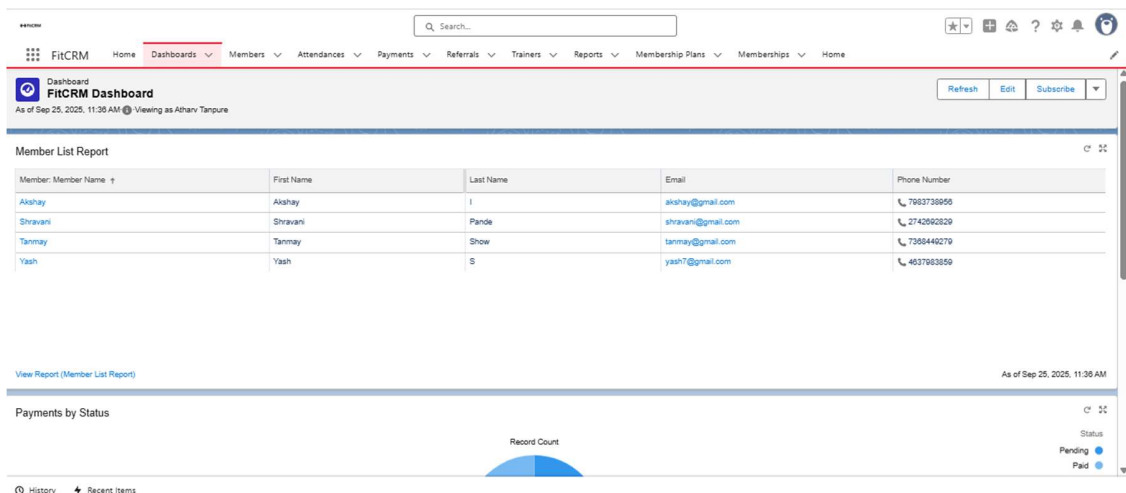 FITCRM
Search...
FitCRM Home Dashboards Members Attendances Payments Referrals Trainers Reports Membership Plans Memberships Home
Dashboard
FitCRM Dashboard
As of Sep 25, 2025, 11:36 AM Viewing as Atharv Tanpure
Refresh Edit Subscribe
Member List Report
Member: Member Name ↑ First Name Last Name Email Phone Number
Akshay Akshay I akshay@gmail.com 7983738956
Shravani Shravani Pande shravani@gmail.com 2742692829
Tanmay Tanmay Show tanmay@gmail.com 7368449279
Yash Yash S yash7@gmail.com 4637983859
View Report (Member List Report) As of Sep 25, 2025, 11:36 AM
Payments by Status
Record Count
Status
Pending
Paid
History Recent Items